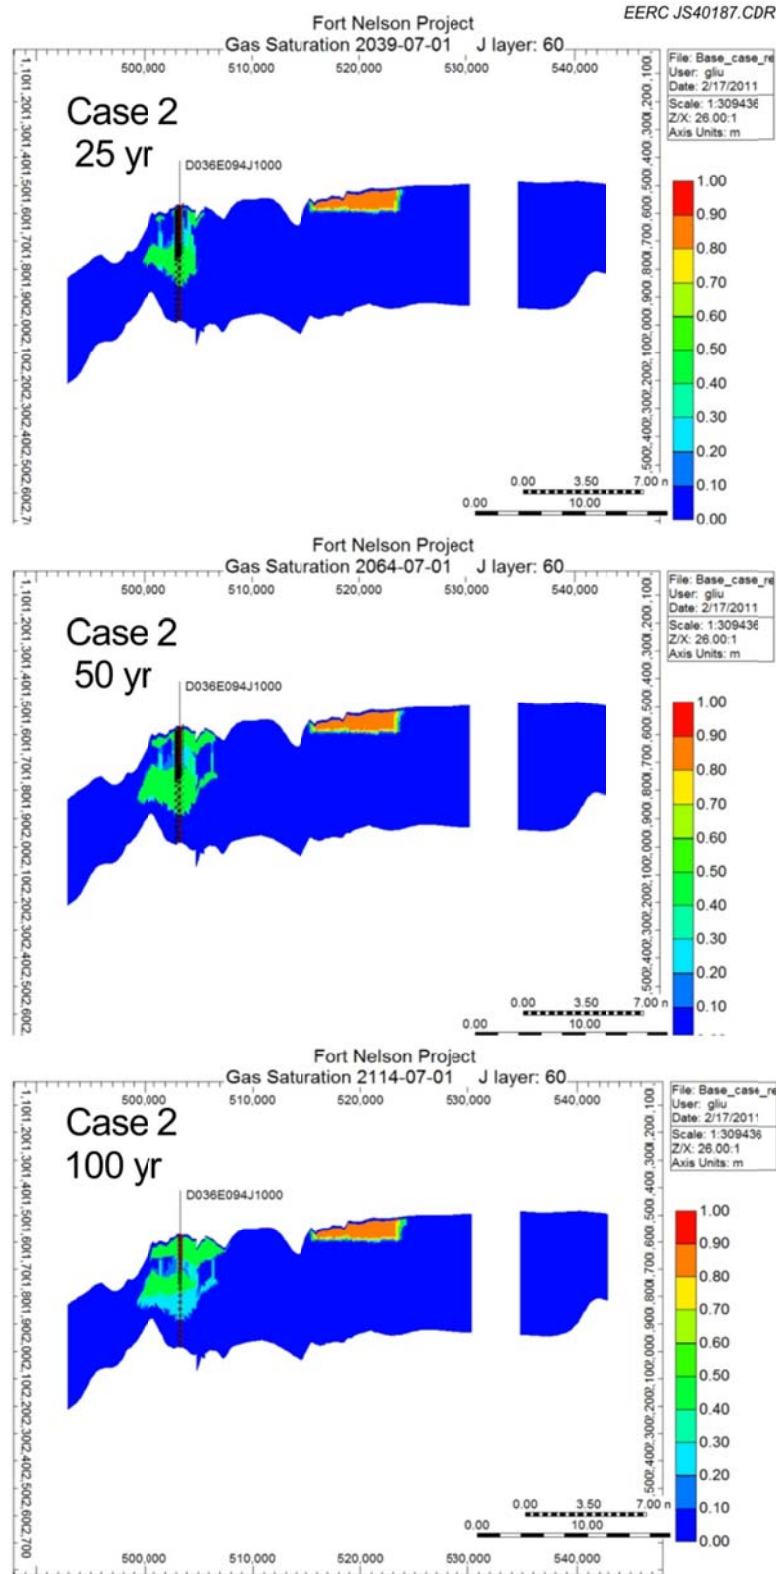 EERC JS40187.CDR
Fort Nelson Project
Gas Saturation 2039-07-01 J layer: 60
500,000 510,000 520,000 530,000 540,000
File: Base_case_re
User: gliu
Date: 2/17/2011
Scale: 1:309436
Z/X: 26.00:1
Axis Units: m
Case 2
25 yr
D036E094J1000
1.00
0.90
0.80
0.70
0.60
0.50
0.40
0.30
0.20
0.10
0.00
0.00 3.50 7.00
0.00 10.00
Fort Nelson Project
Gas Saturation 2064-07-01 J layer: 60
500,000 510,000 520,000 530,000 540,000
File: Base_case_re
User: gliu
Date: 2/17/2011
Scale: 1:309436
Z/X: 26.00:1
Axis Units: m
Case 2
50 yr
D036E094J1000
1.00
0.90
0.80
0.70
0.60
0.50
0.40
0.30
0.20
0.10
0.00 3.50 7.00
0.00 10.00
Fort Nelson Project
Gas Saturation 2114-07-01 J layer: 60
500,000 510,000 520,000 530,000 540,000
File: Base_case_re
User: gliu
Date: 2/17/2011
Scale: 1:309436
Z/X: 26.00:1
Axis Units: m
Case 2
100 yr
D036E094J1000
1.00
0.90
0.80
0.70
0.60
0.50
0.40
0.30
0.20
0.10
0.00
0.00 3.50 7.00
0.00 10.00
500,000 510,000 520,000 530,000 540,000